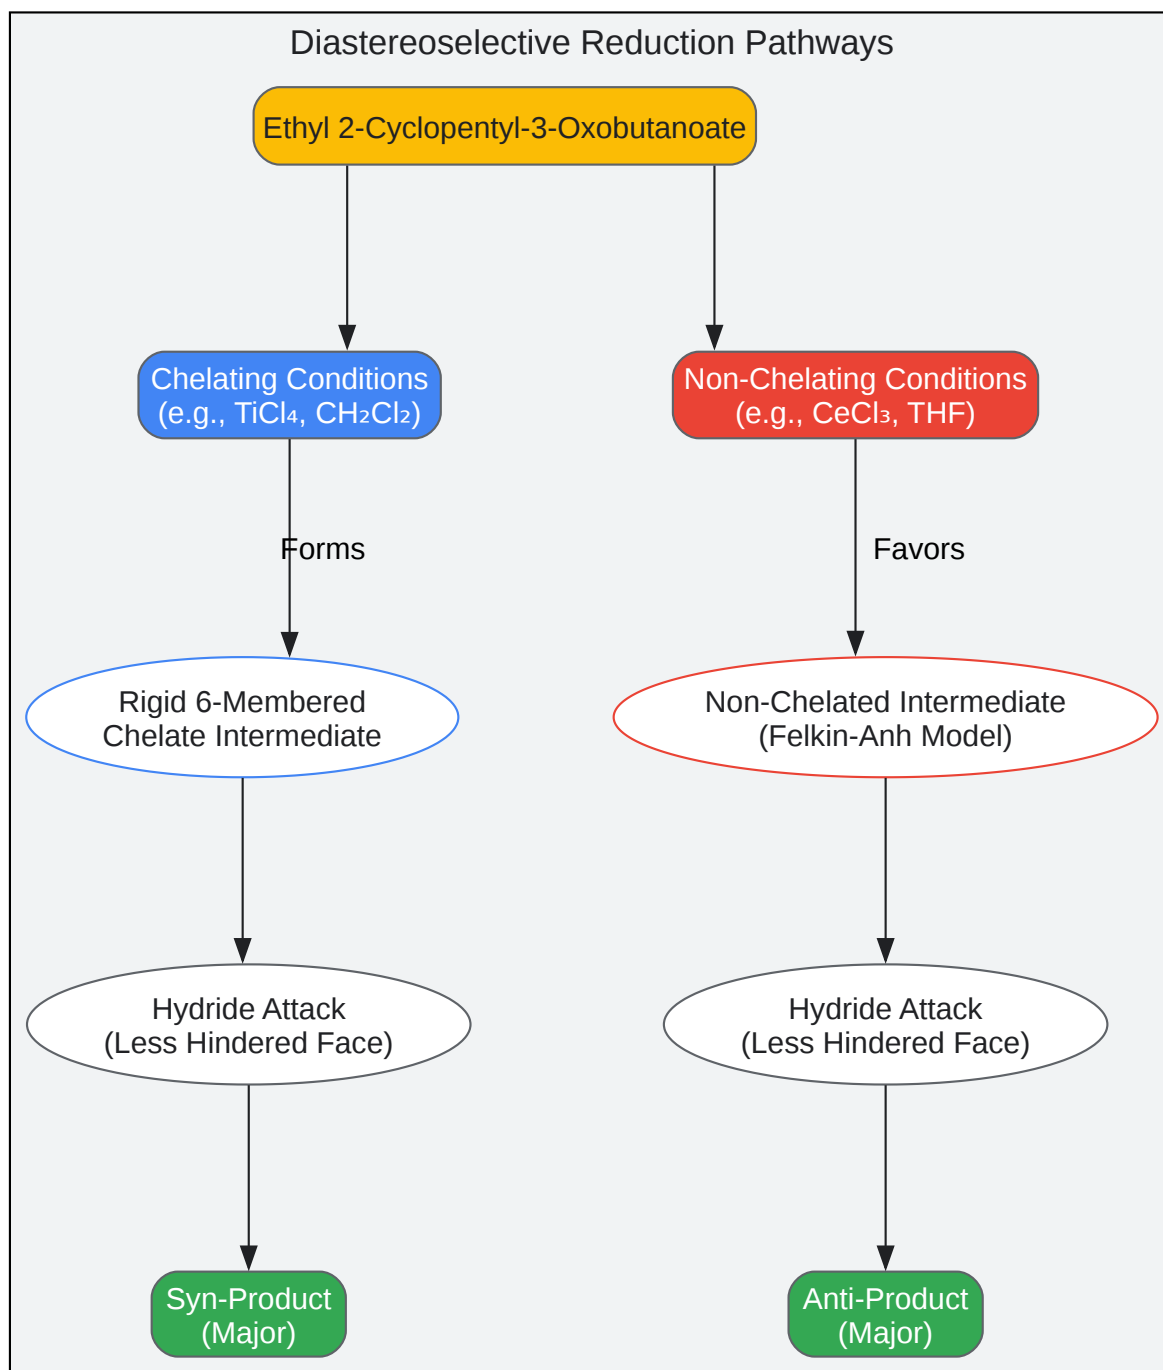 Diastereoselective Reduction Pathways
Ethyl 2-Cyclopentyl-3-Oxobutanoate
Chelating Conditions
(e.g., TiCl₄, CH₂Cl₂)
Non-Chelating Conditions
(e.g., CeCl₃, THF)
Forms
Favors
Rigid 6-Membered
Chelate Intermediate
Non-Chelated Intermediate
(Felkin-Anh Model)
Hydride Attack
(Less Hindered Face)
Hydride Attack
(Less Hindered Face)
Syn-Product
(Major)
Anti-Product
(Major)